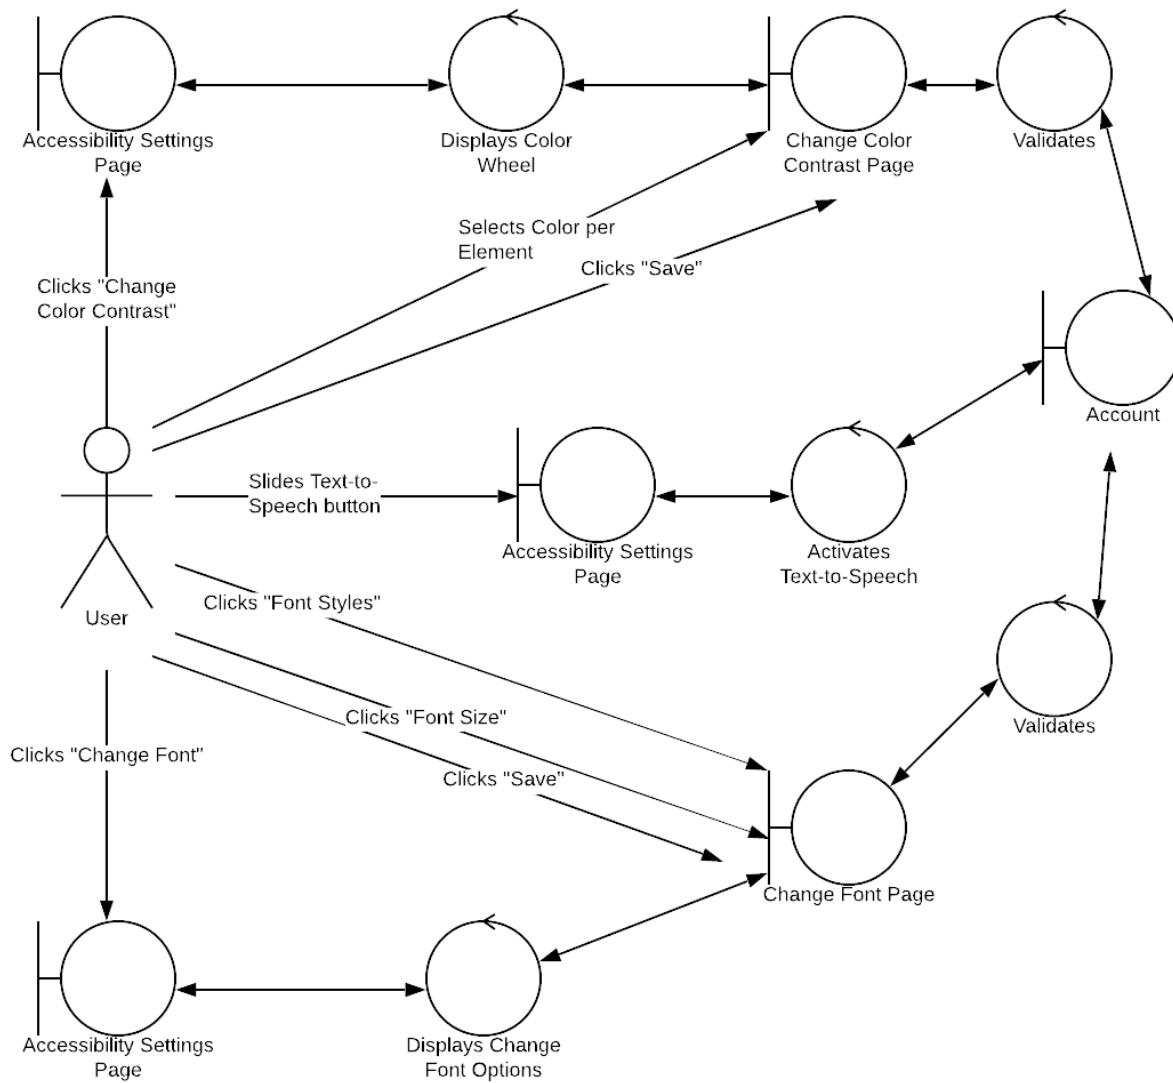 Accessibility Settings
Page
Displays Color
Wheel
Change Color
Contrast Page
Validates
Selects Color per
Element
Clicks "Save"
Clicks "Change
Color Contrast"
Account
Slides Text-to-
Speech button
Accessibility Settings
Page
Activates
Text-to-Speech
User
Clicks "Font Styles"
Validates
Clicks "Font Size"
Clicks "Change Font"
Clicks "Save"
Change Font Page
Accessibility Settings
Page
Displays Change
Font Options